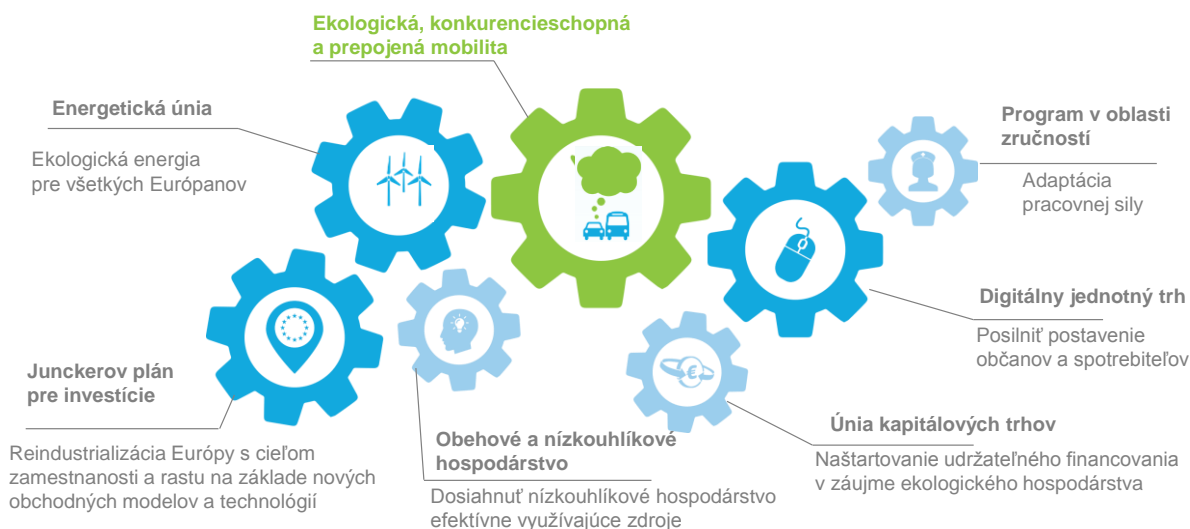 Ekologická, konkurencieschopná
a prepojená mobilita
Energetická únia
Ekologická energia
pre všetkých Európanov
Program v oblasti
zručností
Adaptácia
pracovnej sily
Digitálny jednotný trh
Posilniť postavenie
občanov a spotrebiteľov
Junckerov plán
pre investície
Reindustrializácia Európy s cieľom
zamestnanosti a rastu na základe nových
obchodných modelov a technológií
Obehové a nízkouhlíkové
hospodárstvo
Dosiahnuť nízkouhlíkové hospodárstvo
efektívne využívajúce zdroje
Únia kapitálových trhov
Naštartovanie udržateľného financovania
v záujme ekologického hospodárstva
€